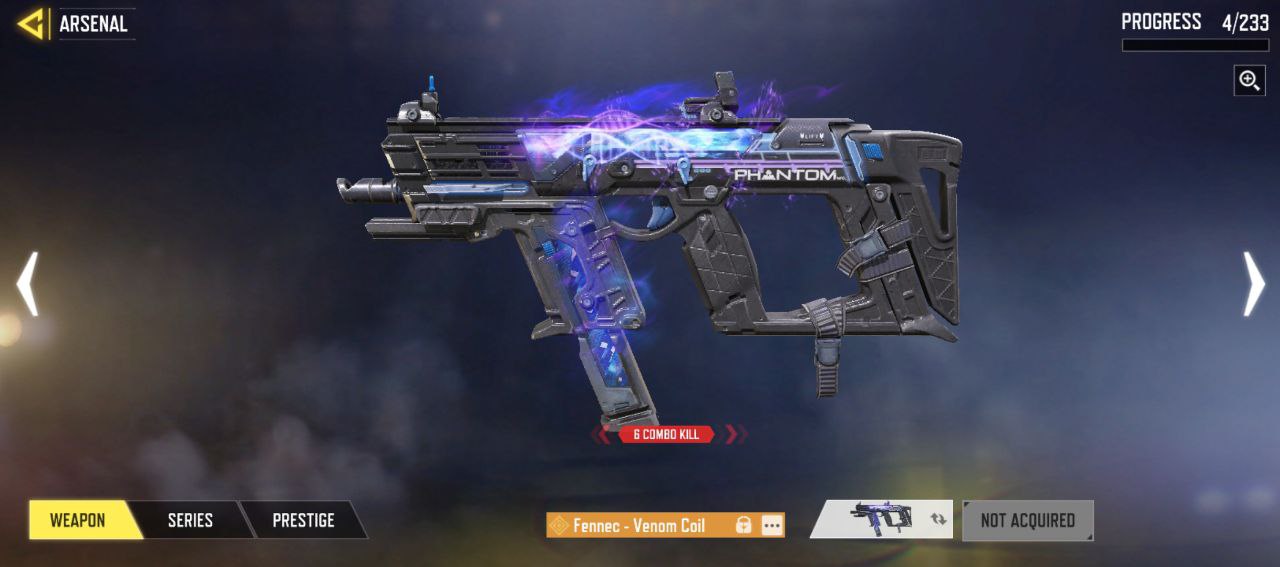 ARSENAL
PROGRESS 4/233
PHANTOM
6 COMBO KILL
WEAPON
SERIES
PRESTIGE
Fennec - Venom Coil
NOT ACQUIRED